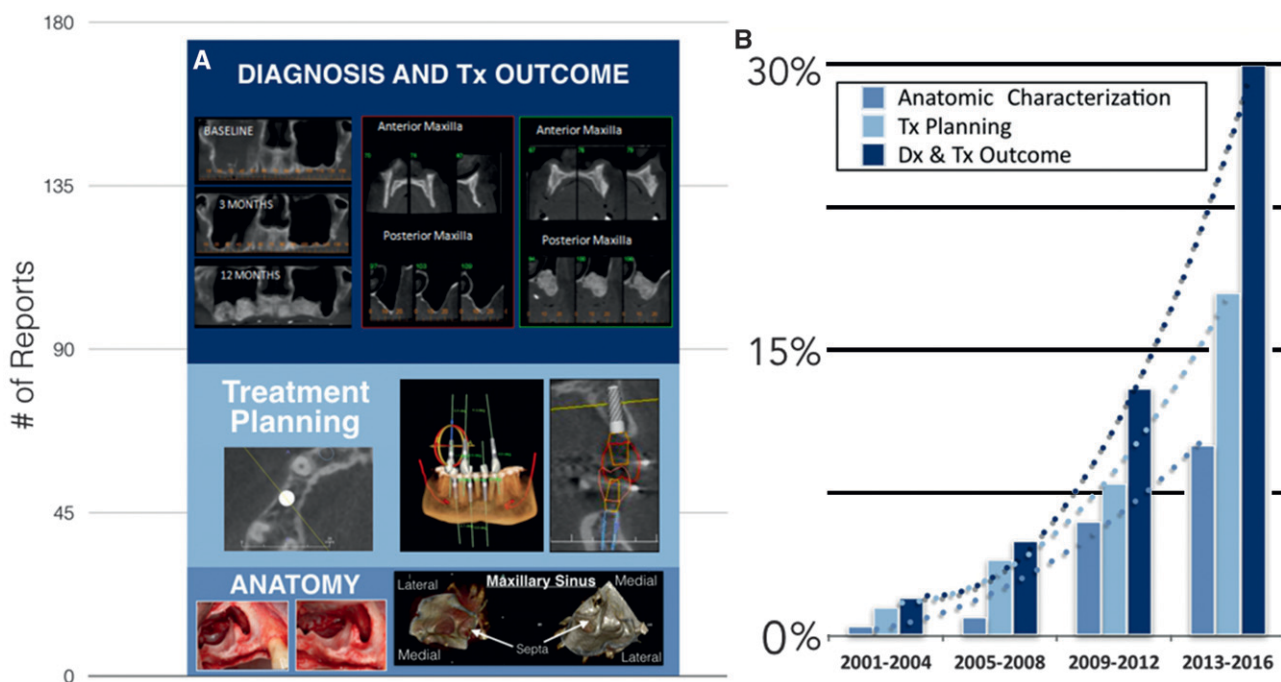 180
135
90
45
0
# of Reports
A
DIAGNOSIS AND Tx OUTCOME
BASELINE
3 MONTHS
12 MONTHS
Anterior Maxilla
Posterior Maxilla
Anterior Maxilla
Posterior Maxilla
Treatment
Planning
ANATOMY
Lateral
Maxillary Sinus
Medial
Septa
Medial
Lateral
B
30%
15%
0%
Anatomic Characterization
Tx Planning
Dx & Tx Outcome
2001-2004
2005-2008
2009-2012
2013-2016